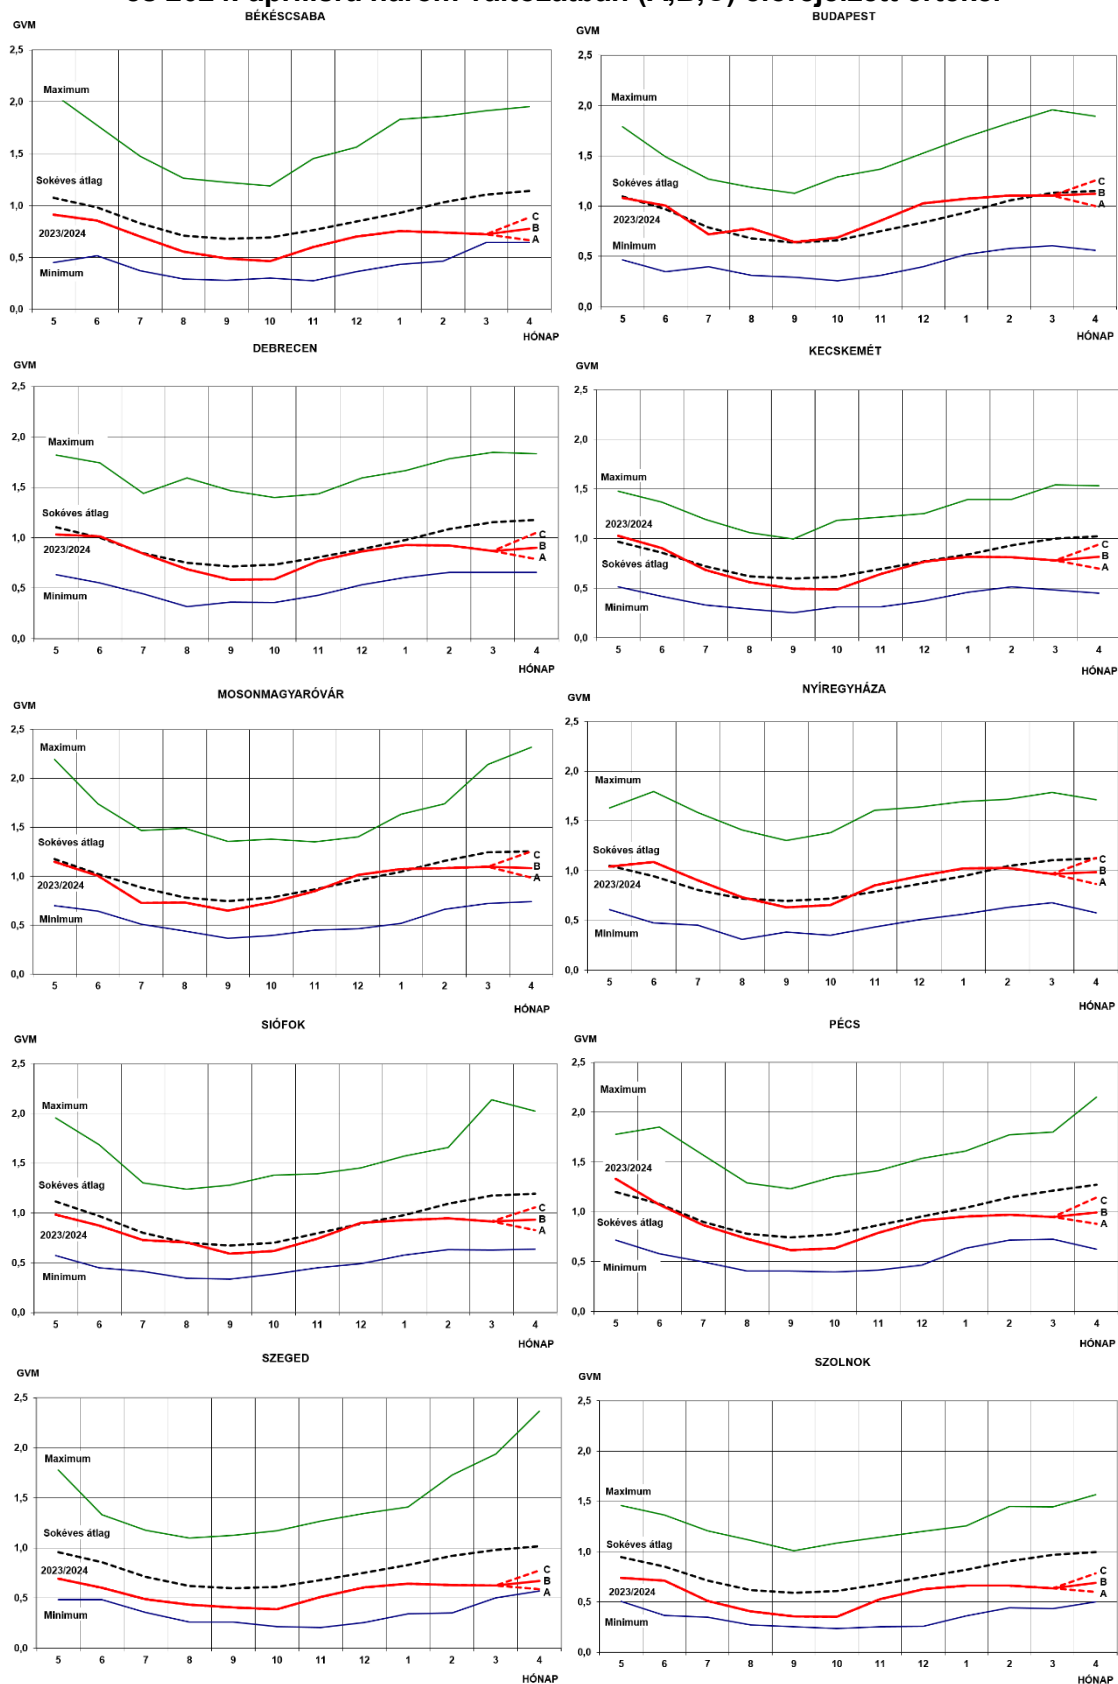 és 2024. áprilisra három változatban (A,B,C) előrejelzett értékei
BÉKÉSCSABA
GVM
2,5
Maximum
2,0
1,5
Sokéves átlag
1,0
2023/2024
C
B
A
0,5
Minimum
0,0
5 6 7 8 9 10 11 12 1 2 3 4
HÓNAP
BUDAPEST
GVM
2,5
Maximum
2,0
1,5
Sokéves átlag
C
B
A
1,0
2023/2024
Minimum
0,5
0,0
5 6 7 8 9 10 11 12 1 2 3 4
HÓNAP
DEBRECEN
GVM
2,5
2,0
Maximum
1,5
Sokéves átlag
1,0
2023/2024
C
B
A
0,5
Minimum
0,0
5 6 7 8 9 10 11 12 1 2 3 4
HÓNAP
KECSKEMÉT
GVM
2,5
2,0
Maximum
1,5
2023/2024
1,0
Sokéves átlag
C
B
A
0,5
Minimum
0,0
5 6 7 8 9 10 11 12 1 2 3 4
HÓNAP
MOSONMAGYARÓVÁR
GVM
2,5
Maximum
2,0
1,5
Sokéves átlag
C
B
A
1,0
2023/2024
Minimum
0,5
0,0
5 6 7 8 9 10 11 12 1 2 3 4
HÓNAP
NYÍREGYHÁZA
GVM
2,5
2,0
Maximum
1,5
Sokéves átlag
C
B
A
1,0
2023/2024
0,5
Minimum
0,0
5 6 7 8 9 10 11 12 1 2 3 4
HÓNAP
SIÓFOK
GVM
2,5
Maximum
2,0
1,5
Sokéves átlag
C
B
A
1,0
2023/2024
0,5
Minimum
0,0
5 6 7 8 9 10 11 12 1 2 3 4
HÓNAP
PÉCS
GVM
2,5
Maximum
2,0
1,5
2023/2024
1,0
Sokéves átlag
C
B
A
Minimum
0,5
0,0
5 6 7 8 9 10 11 12 1 2 3 4
HÓNAP
SZEGED
GVM
2,5
2,0
Maximum
1,5
Sokéves átlag
1,0
2023/2024
C
B
A
0,5
Minimum
0,0
5 6 7 8 9 10 11 12 1 2 3 4
HÓNAP
SZOLNOK
GVM
2,5
2,0
Maximum
1,5
Sokéves átlag
1,0
2023/2024
C
B
A
0,5
Minimum
0,0
5 6 7 8 9 10 11 12 1 2 3 4
HÓNAP